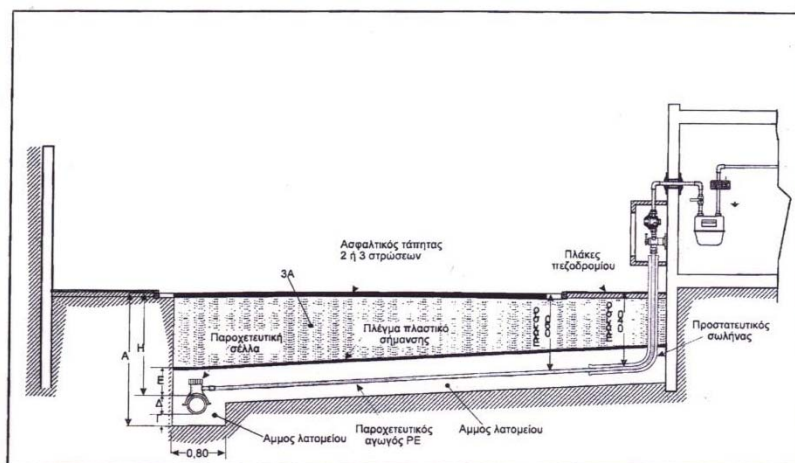 Ασφαλτικός τάπητας
2 ή 3 στρώσεων
Πλάκες
πεζοδρομίου
3Α
Παροχετευτική
σέλλα
Πλέγμα πλαστικό
σήμανσης
Προστατευτικός
σωλήνας
Α
Η
Ε
Δ
Γ
Αμμος λατομείου
Παροχετευτικός
αγωγός PE
Αμμος λατομείου
0,80